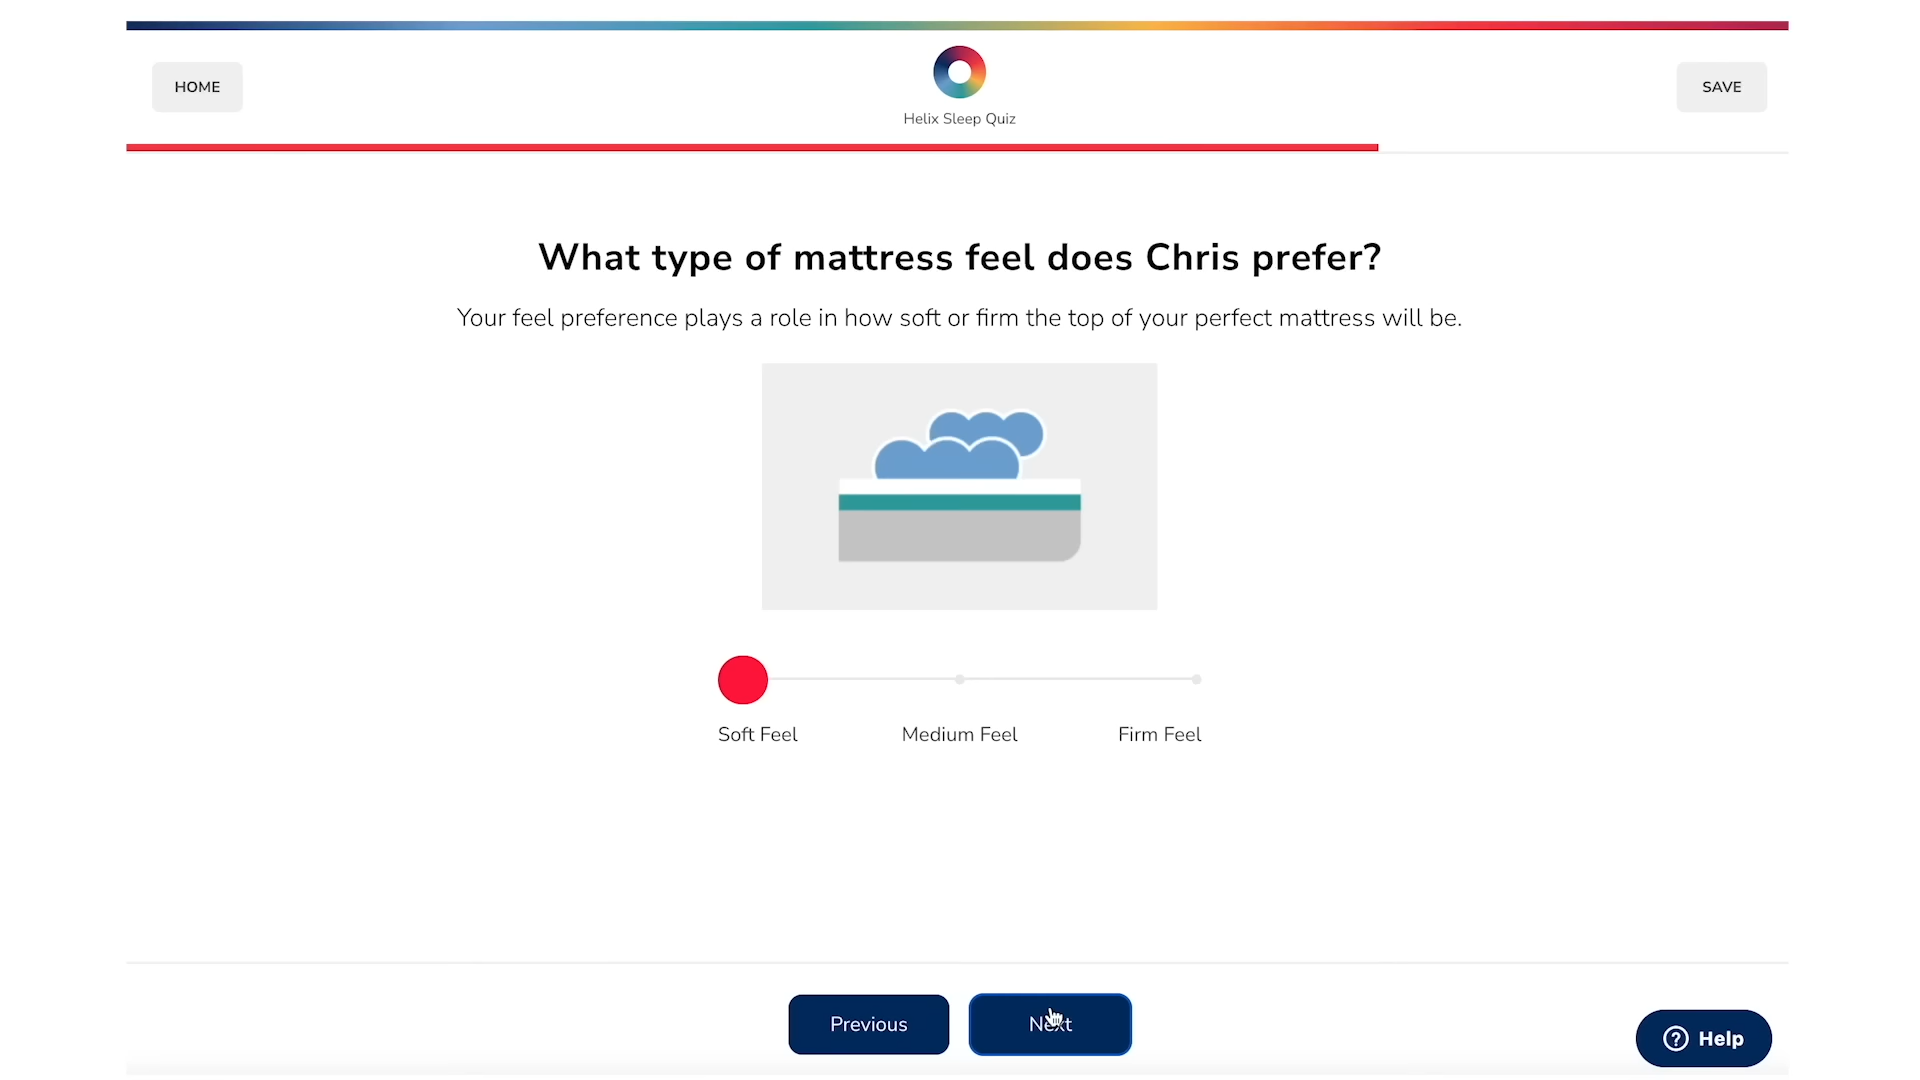 HOME
Helix Sleep Quiz
SAVE
What type of mattress feel does Chris prefer?
Your feel preference plays a role in how soft or firm the top of your perfect mattress will be.
Soft Feel
Medium Feel
Firm Feel
Previous
Next
? Help